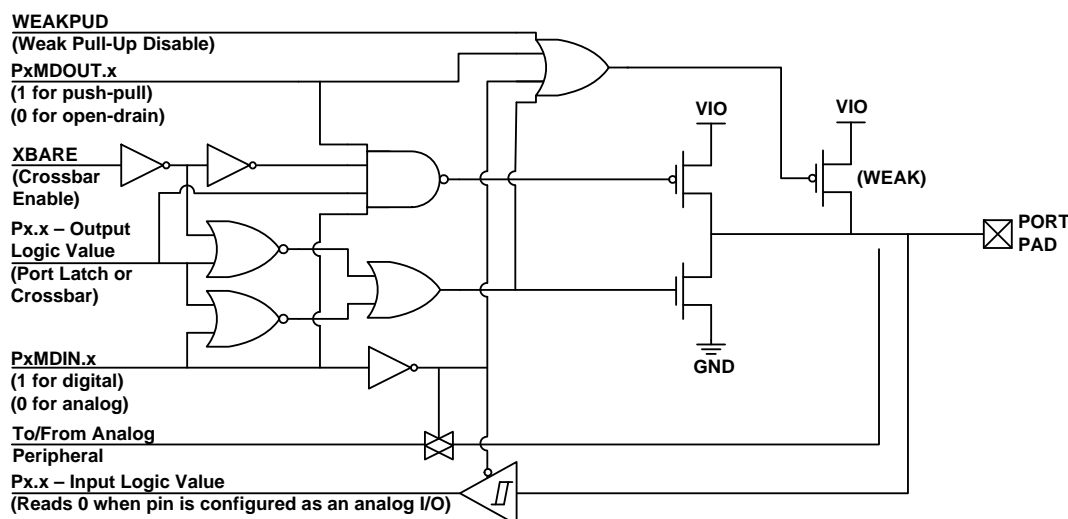 WEAKPUD
(Weak Pull-Up Disable)
PxMDOUT.x
(1 for push-pull)
(0 for open-drain)
XBARE
(Crossbar
Enable)
Px.x – Output
Logic Value
(Port Latch or
Crossbar)
PxMDIN.x
(1 for digital)
(0 for analog)
To/From Analog
Peripheral
Px.x – Input Logic Value
(Reads 0 when pin is configured as an analog I/O)
VIO
VIO
(WEAK)
GND
PORT
PAD